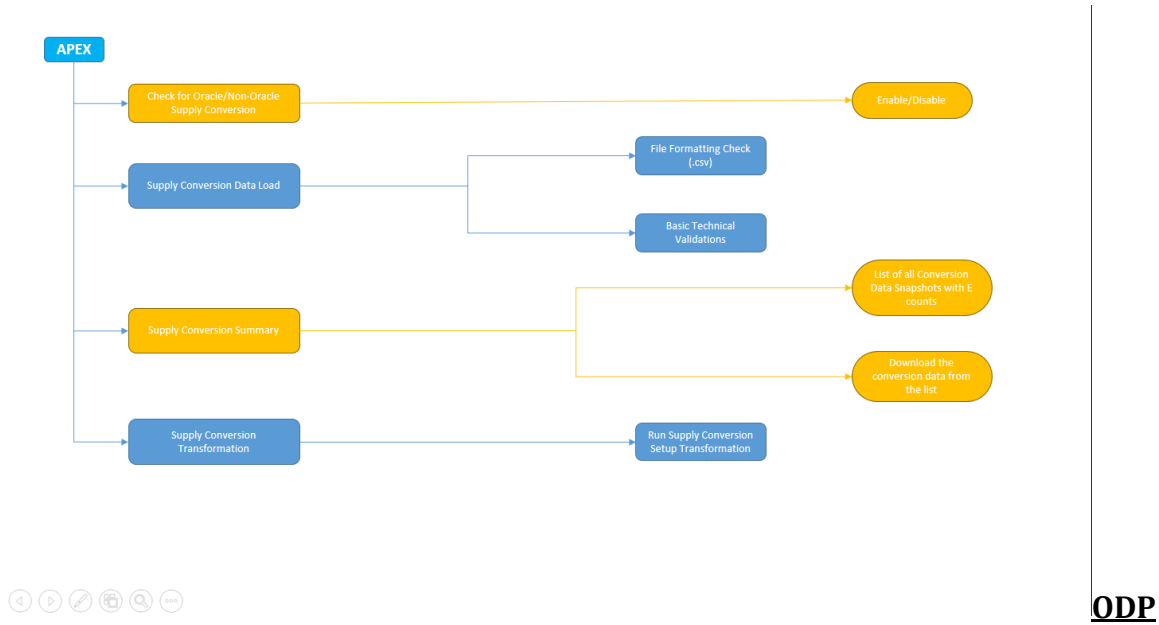 APEX
Check for Oracle/Non-Oracle
Supply Conversion
Enable/Disable
Supply Conversion Data Load
File Formatting Check
(.csv)
Basic Technical
Validations
Supply Conversion Summary
List of all Conversion
Data Snapshots with E
counts
Download the
conversion data from
the list
Supply Conversion
Transformation
Run Supply Conversion
Setup Transformation
ODP